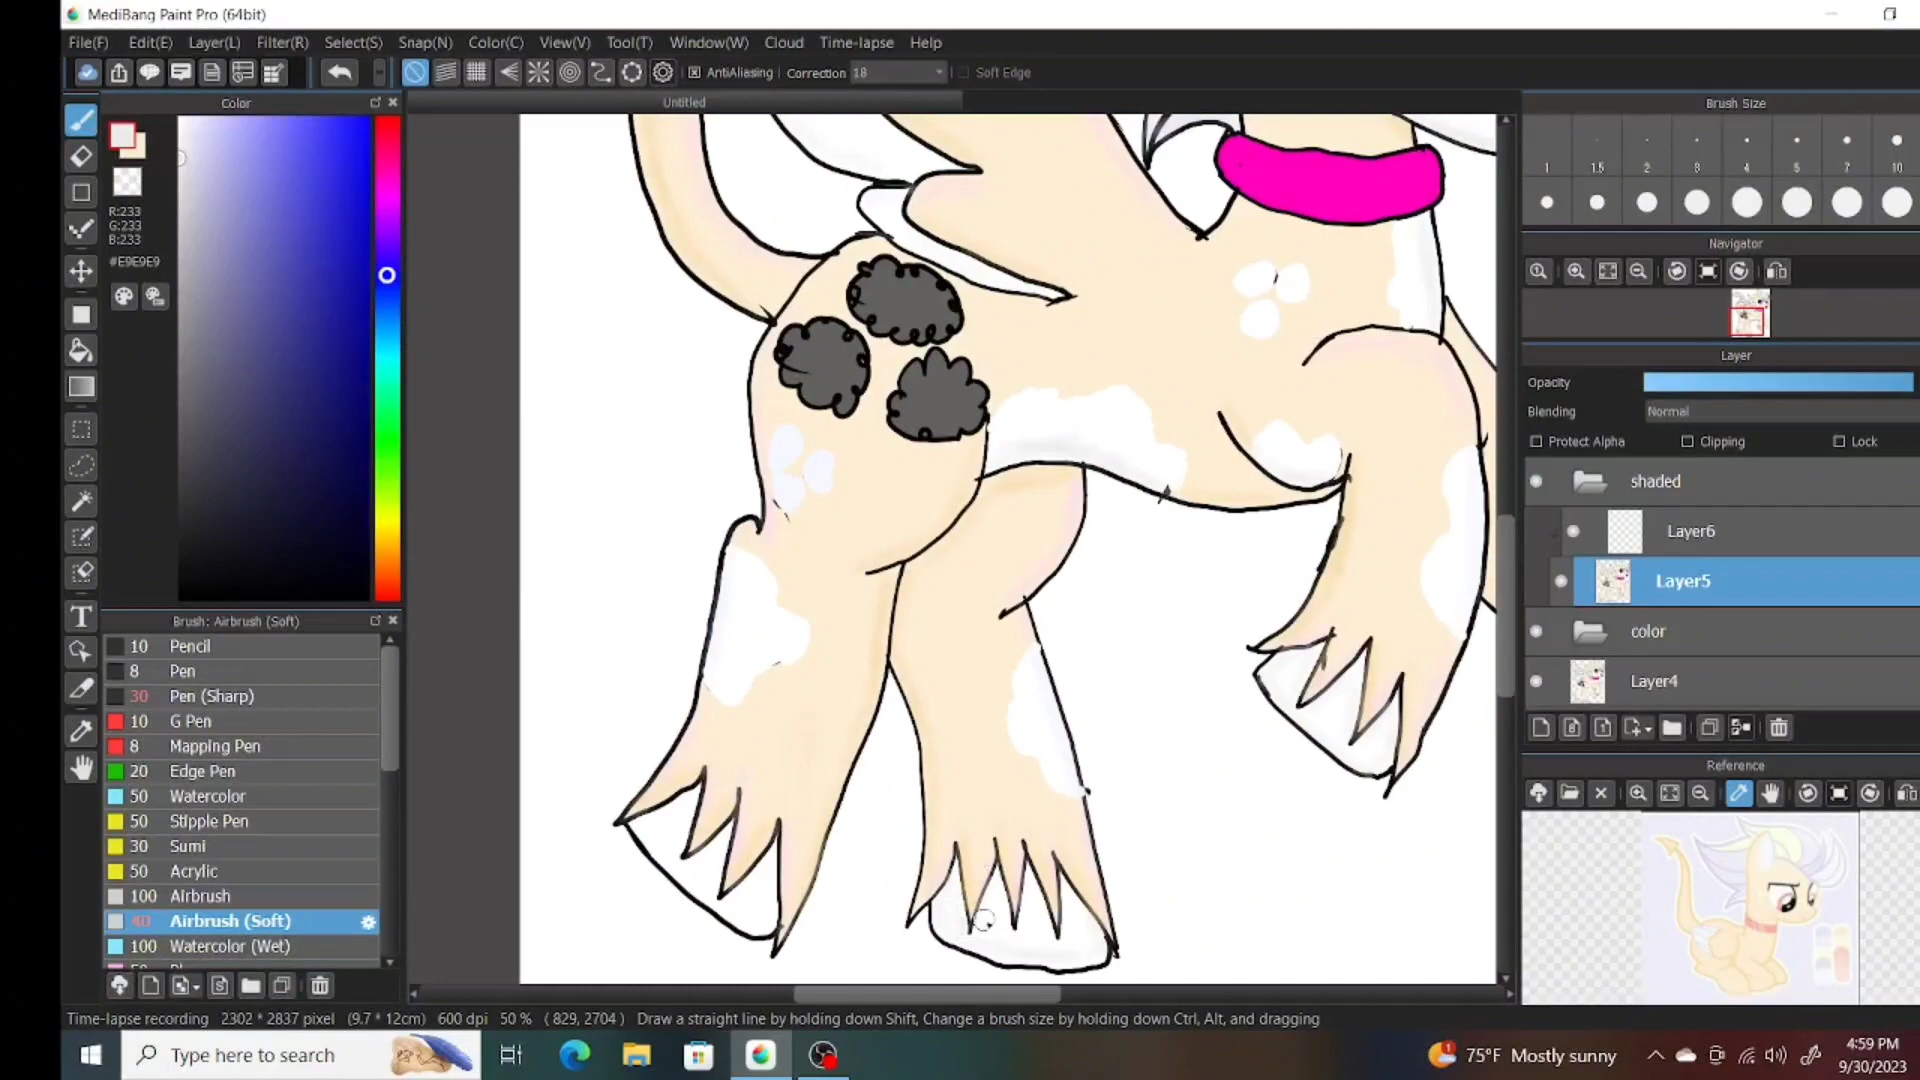 MediBang Paint Pro (64bit)
File(F) Edit(E) Layer(L) Filter(R) Select(S) Snap(N) Color(C) View(V) Tool(T) Window(W) Cloud Time-lapse Help
AntiAliasing Correction 18 Soft Edge
Color
Untitled
Brush Size
1 1.5 2 3 4 5 7 10
R:233
G:233
B:233
#E9E9E9
Navigator
Layer
Opacity
Blending Normal
Protect Alpha Clipping Lock
shaded
Layer6
Layer5
color
Layer4
Reference
Brush: Airbrush (Soft)
10 Pencil
8 Pen
30 Pen (Sharp)
10 G Pen
8 Mapping Pen
20 Edge Pen
50 Watercolor
50 Stipple Pen
30 Sumi
50 Acrylic
100 Airbrush
40 Airbrush (Soft)
100 Watercolor (Wet)
Time-lapse recording 2302 * 2837 pixel (9.7 * 12cm) 600 dpi 50 % ( 829, 2704 ) Draw a straight line by holding down Shift, Change a brush size by holding down Ctrl, Alt, and dragging
Type here to search
75°F Mostly sunny
4:59 PM
9/30/2023